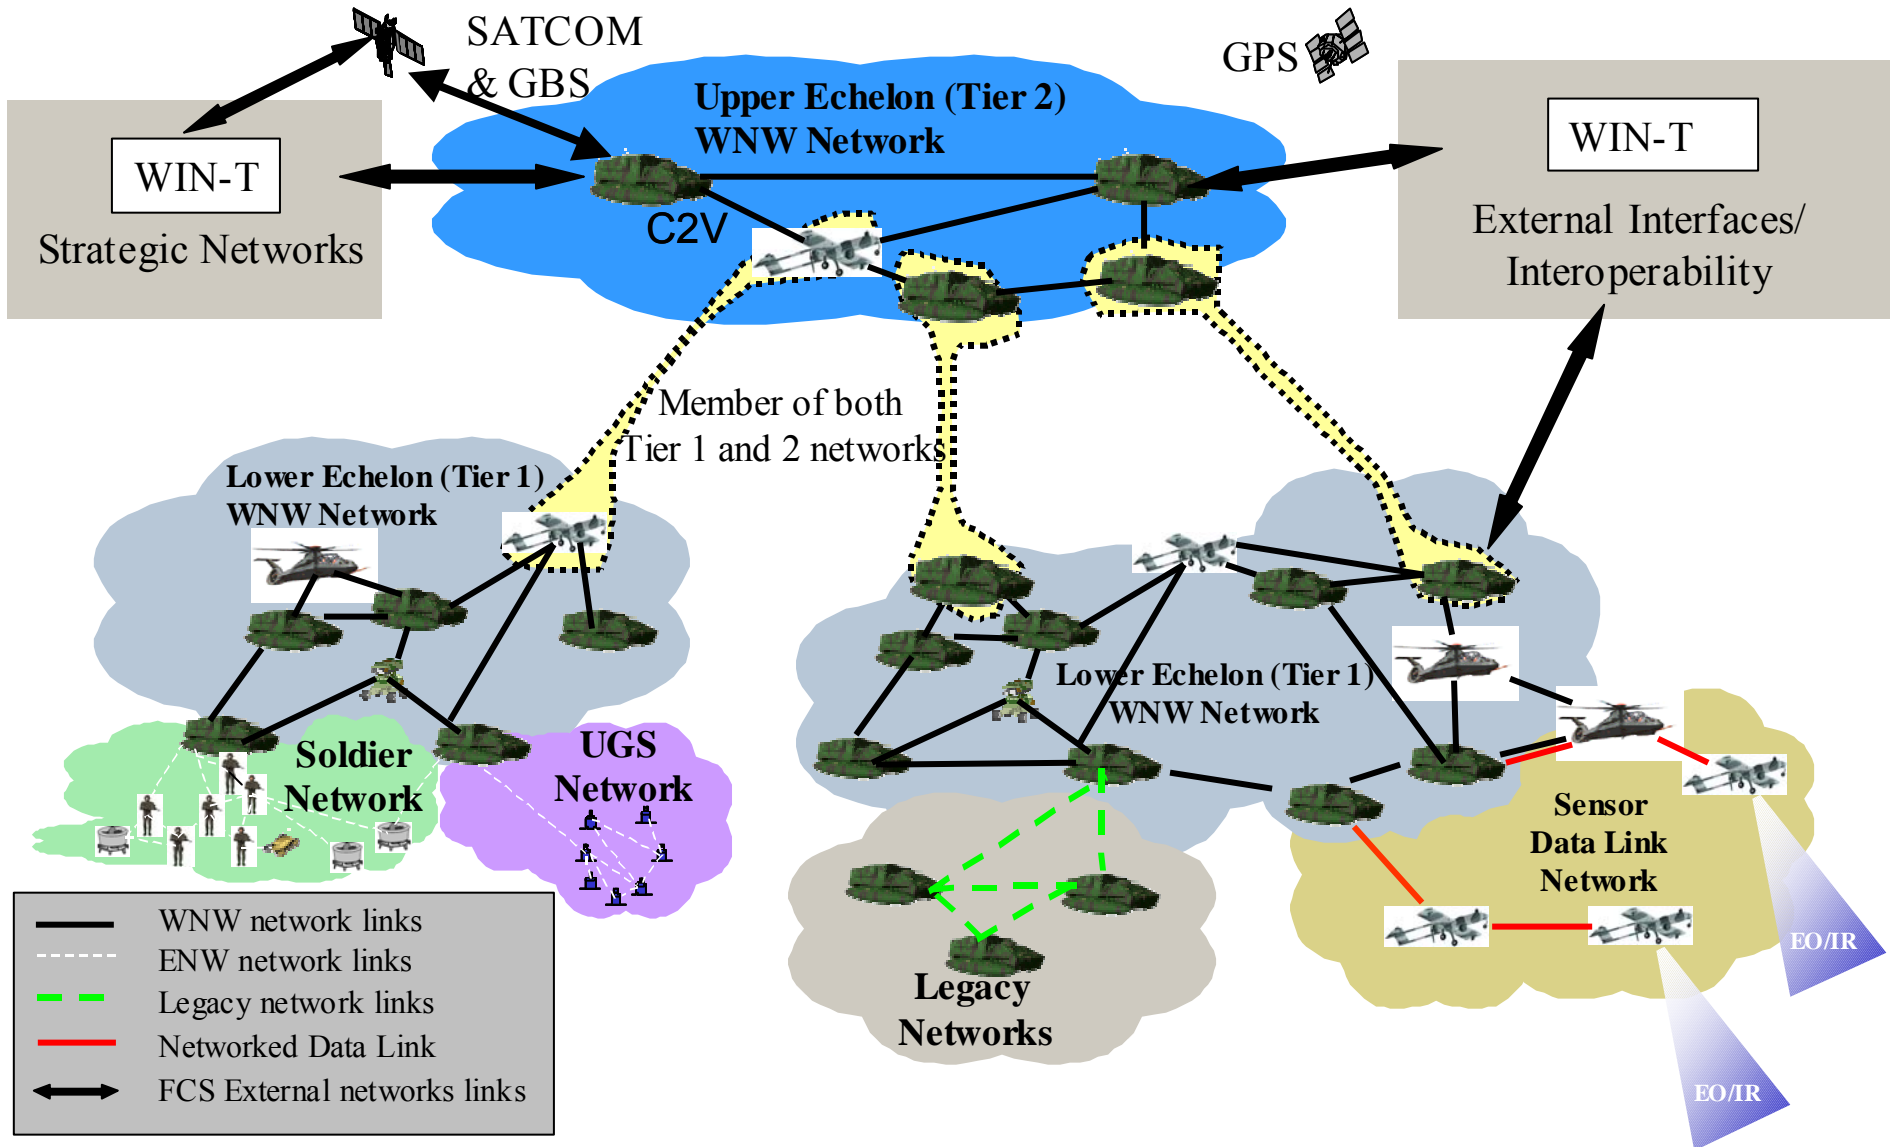 SATCOM
& GBS
GPS
Upper Echelon (Tier 2)
WNW Network
WIN-T
Strategic Networks
C2V
WIN-T
External Interfaces/
Interoperability
Member of both
Tier 1 and 2 networks
Lower Echelon (Tier 1)
WNW Network
Lower Echelon (Tier 1)
WNW Network
Soldier
Network
UGS
Network
Sensor
Data Link
Network
EO/IR
EO/IR
Legacy
Networks
WNW network links
ENW network links
Legacy network links
Networked Data Link
FCS External networks links